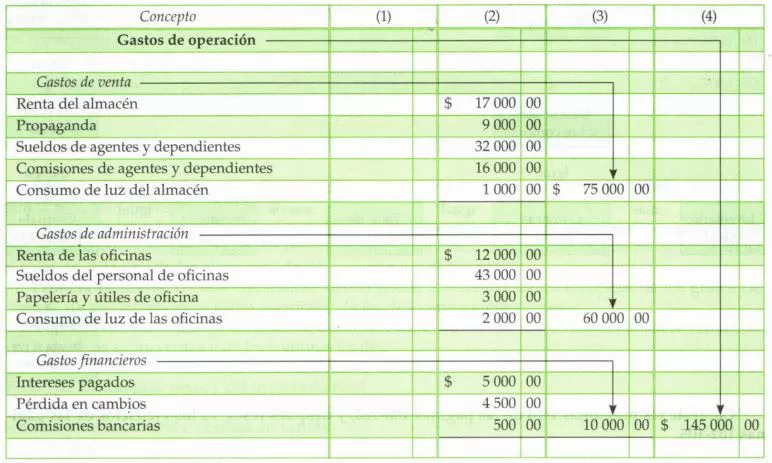 Concepto (1) (2) (3) (4)
Gastos de operación
Gastos de venta
Renta del almacén $ 17 000 00
Propaganda 9 000 00
Sueldos de agentes y dependientes 32 000 00
Comisiones de agentes y dependientes 16 000 00
Consumo de luz del almacén 1 000 00 $ 75 000 00
Gastos de administración
Renta de las oficinas $ 12 000 00
Sueldos del personal de oficinas 43 000 00
Papelería y útiles de oficina 3 000 00
Consumo de luz de las oficinas 2 000 00 60 000 00
Gastos financieros
Intereses pagados $ 5 000 00
Pérdida en cambios 4 500 00
Comisiones bancarias 500 00 10 000 00 $ 145 000 00